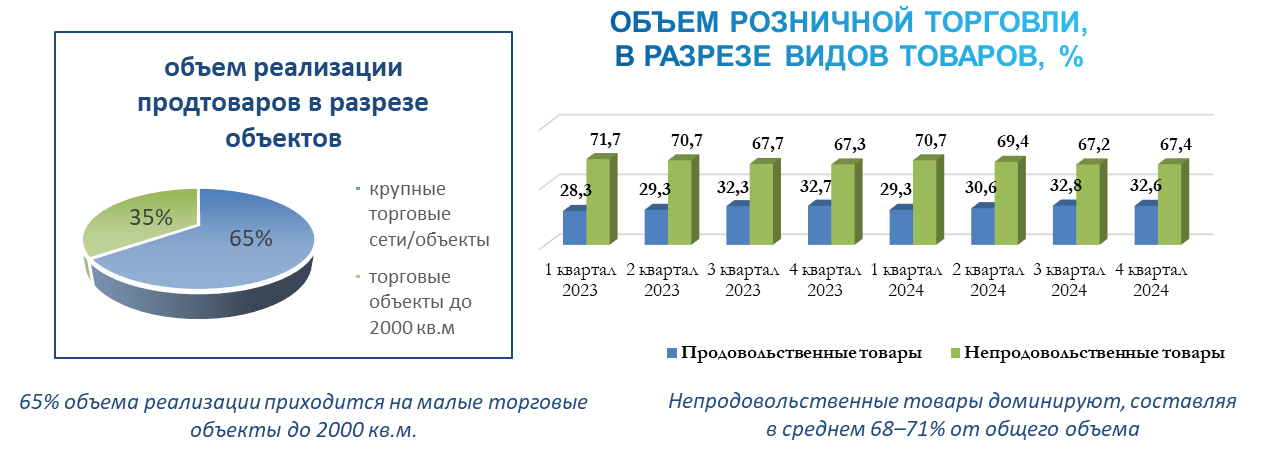 объем реализации
продтоваров в разрезе
объектов
35%
65%
крупные
торговые
сети/объекты
торговые
объекты до
2000 кв.м
65% объема реализации приходится на малые торговые
объекты до 2000 кв.м.
ОБЪЕМ РОЗНИЧНОЙ ТОРГОВЛИ,
В РАЗРЕЗЕ ВИДОВ ТОВАРОВ, %
71,7 70,7 67,7 67,3 70,7 69,4 67,2 67,4
28,3 29,3 32,3 32,7 29,3 30,6 32,8 32,6
1 квартал 2 квартал 3 квартал 4 квартал 1 квартал 2 квартал 3 квартал 4 квартал
2023 2023 2023 2023 2024 2024 2024 2024
Продовольственные товары Непродовольственные товары
Непродовольственные товары доминируют, составляя
в среднем 68–71% от общего объема